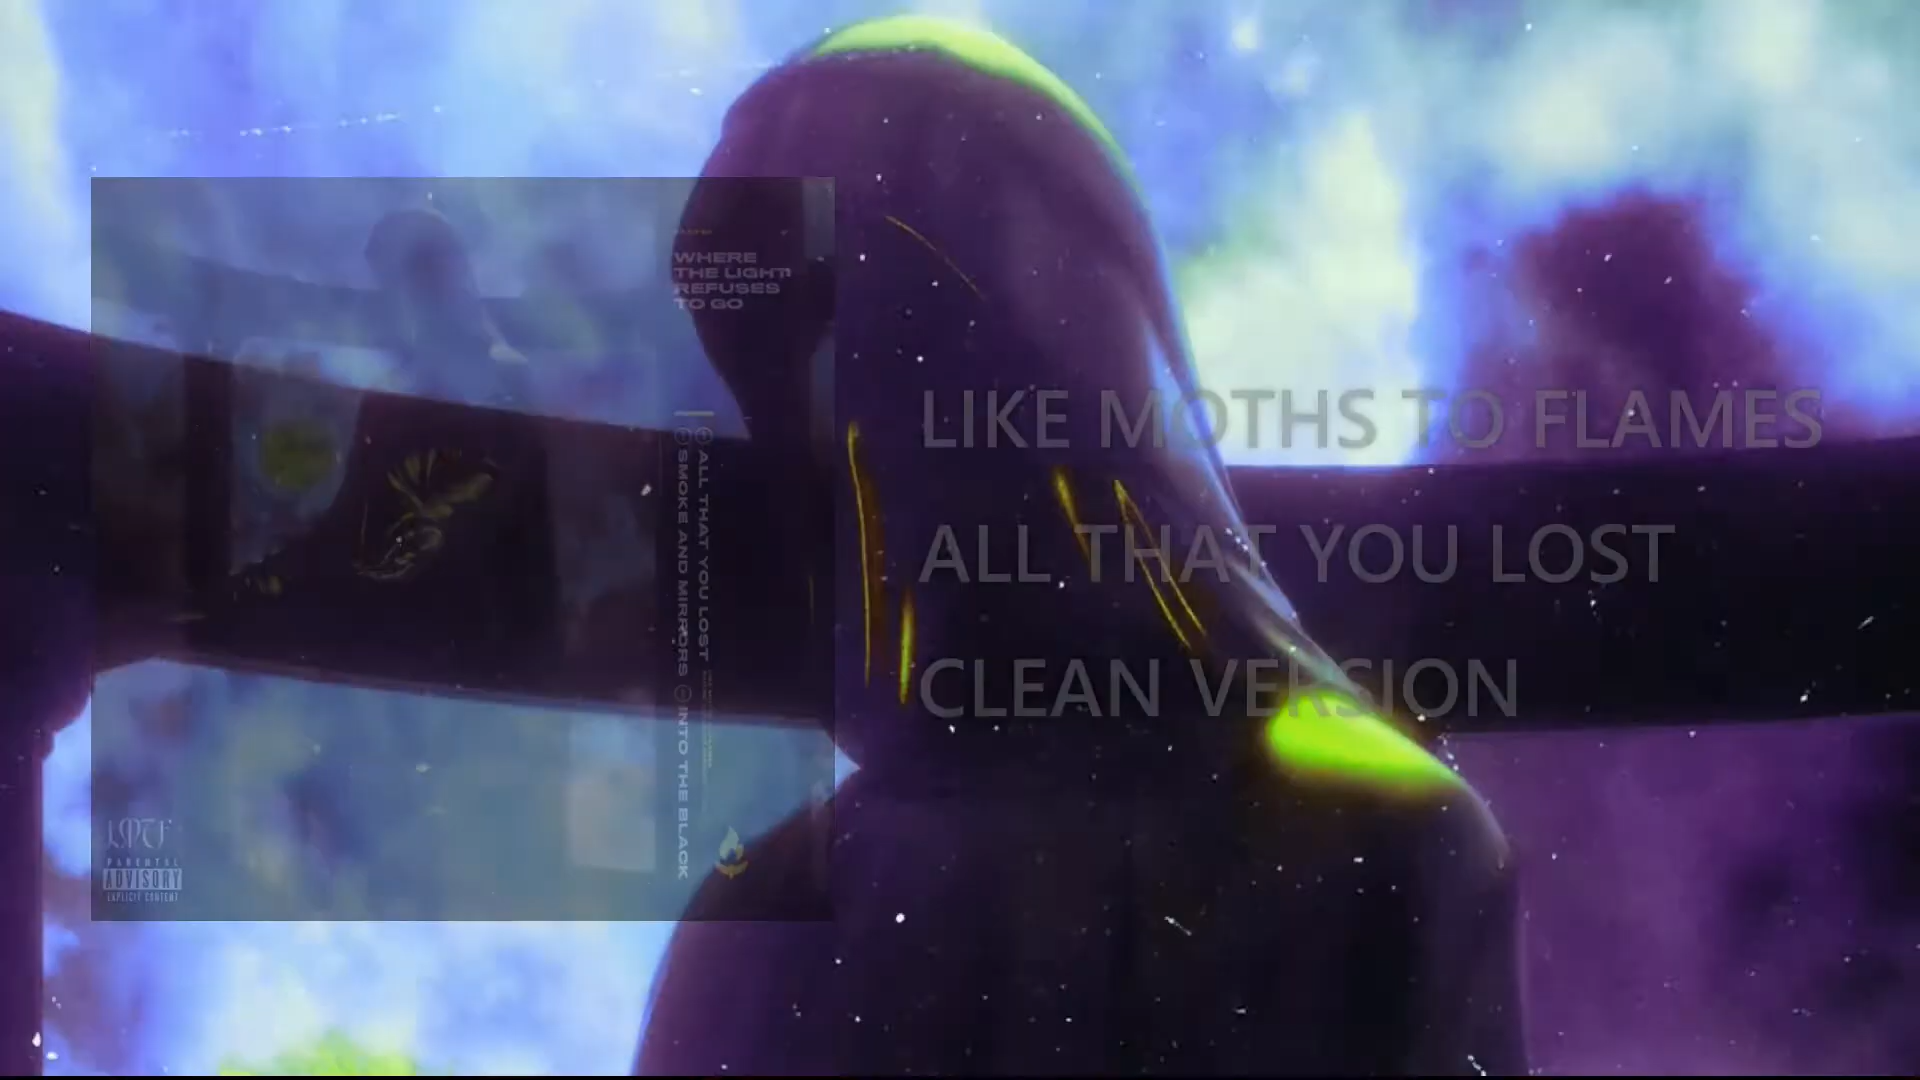 WHERE
THE LIGHT
REFUSES
TO GO
ALL THAT YOU LOST
SMOKE AND MIRRORS
INTO THE BLACK
LMTF
PARENTAL
ADVISORY
EXPLICIT CONTENT
LIKE MOTHS TO FLAMES
ALL THAT YOU LOST
CLEAN VERSION